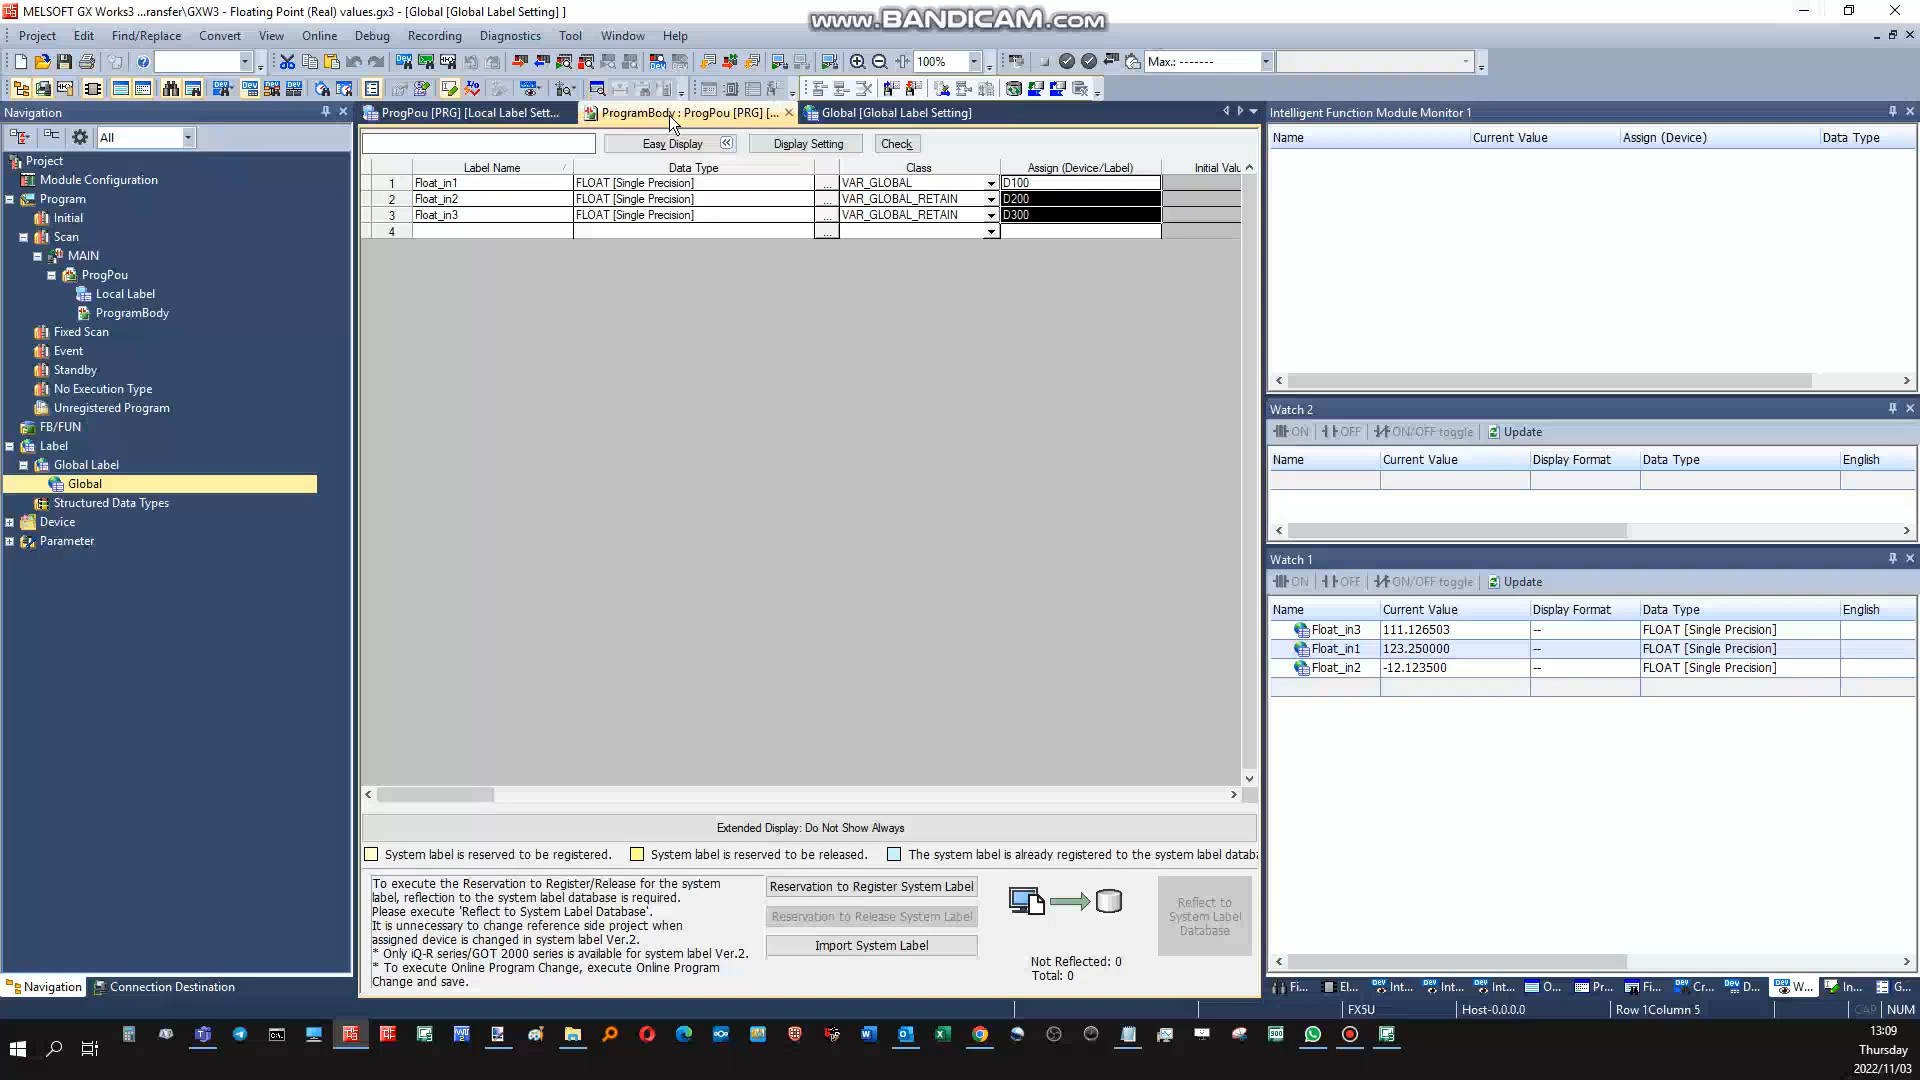 MELSOFT GX Works3 ...ransfer\GXW3 - Floating Point (Real) values.gx3 - [Global [Global Label Setting] ]
www.BANDICAM.com
Project Edit Find/Replace Convert View Online Debug Recording Diagnostics Tool Window Help
100% Max.: -------
Navigation
All
Project
Module Configuration
Program
Initial
Scan
MAIN
ProgPou
Local Label
ProgramBody
Fixed Scan
Event
Standby
No Execution Type
Unregistered Program
FB/FUN
Label
Global Label
Global
Structured Data Types
Device
Parameter
Navigation Connection Destination
ProgPou [PRG] [Local Label Sett... ProgramBody : ProgPou [PRG] [... Global [Global Label Setting]
Easy Display Display Setting Check
Label Name Data Type Class Assign (Device/Label) Initial Valu
1 Float_in1 FLOAT [Single Precision] ... VAR_GLOBAL D100
2 Float_in2 FLOAT [Single Precision] ... VAR_GLOBAL_RETAIN D200
3 Float_in3 FLOAT [Single Precision] ... VAR_GLOBAL_RETAIN D300
4 ...
Extended Display: Do Not Show Always
System label is reserved to be registered. System label is reserved to be released. The system label is already registered to the system label databa
To execute the Reservation to Register/Release for the system
label, reflection to the system label database is required.
Please execute 'Reflect to System Label Database'.
It is unnecessary to change reference side project when
assigned device is changed in system label Ver.2.
* Only iQ-R series/GOT 2000 series is available for system label Ver.2.
* To execute Online Program Change, execute Online Program
Change and save.
Reservation to Register System Label
Reservation to Release System Label
Import System Label
Not Reflected: 0
Total: 0
Reflect to
System Label
Database
Intelligent Function Module Monitor 1
Name Current Value Assign (Device) Data Type
Watch 2
ON OFF ON/OFF toggle Update
Name Current Value Display Format Data Type English
Watch 1
ON OFF ON/OFF toggle Update
Name Current Value Display Format Data Type English
Float_in3 111.126503 -- FLOAT [Single Precision]
Float_in1 123.250000 -- FLOAT [Single Precision]
Float_in2 -12.123500 -- FLOAT [Single Precision]
Fi... El... Int... Int... Int... O... Pr... Fi... Cr... D... W... In... G...
FX5U Host-0.0.0.0 Row 1Column 5 CAP NUM
13:09
Thursday
2022/11/03